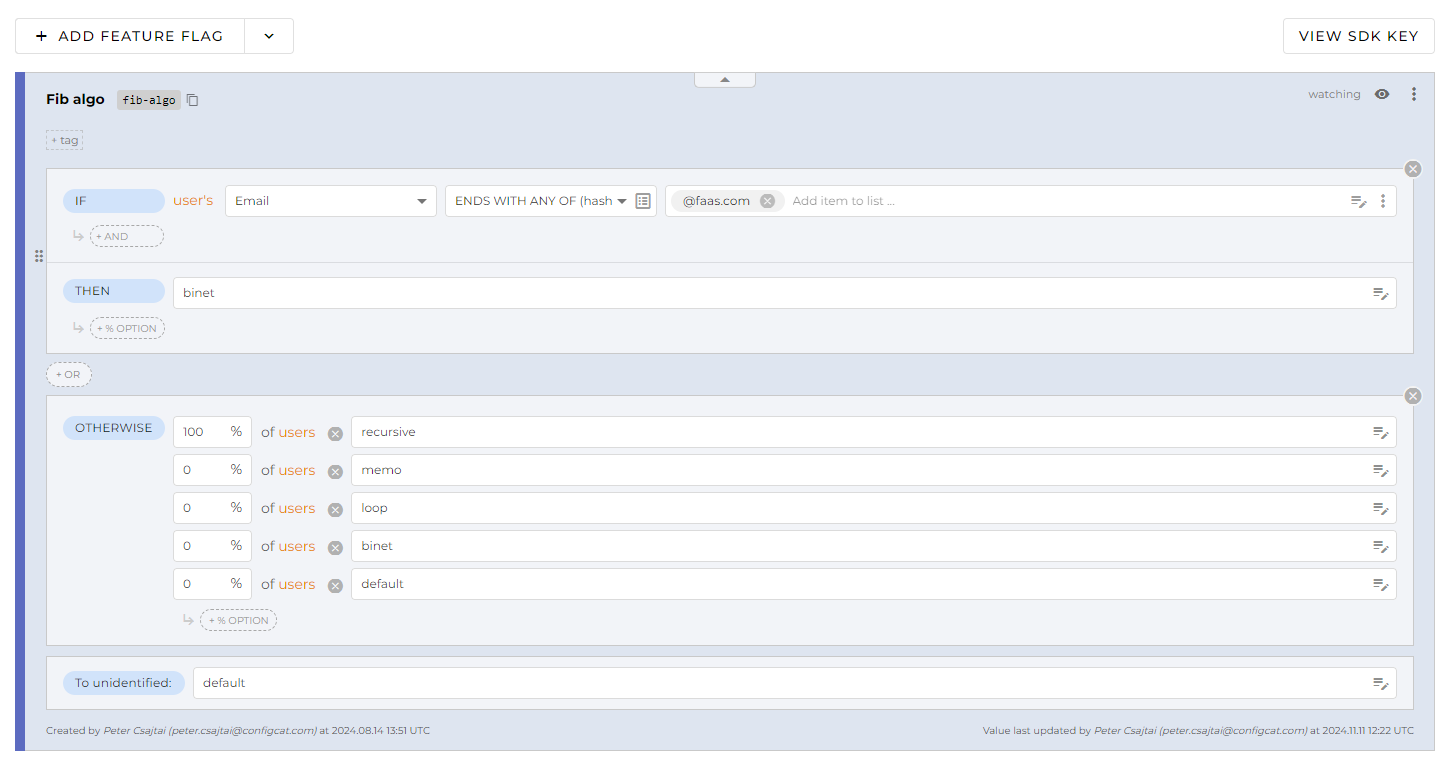 + ADD FEATURE FLAG
VIEW SDK KEY
Fib algo fib-algo
watching
+ tag
IF user's Email ENDS WITH ANY OF (hash @faas.com Add item to list ...
+ AND
THEN binet
+ % OPTION
+ OR
OTHERWISE 100 % of users recursive
0 % of users memo
0 % of users loop
0 % of users binet
0 % of users default
+ % OPTION
To unidentified: default
Created by Peter Csajtai (peter.csajtai@configcat.com) at 2024.08.14 13:51 UTC
Value last updated by Peter Csajtai (peter.csajtai@configcat.com) at 2024.11.11 12:22 UTC